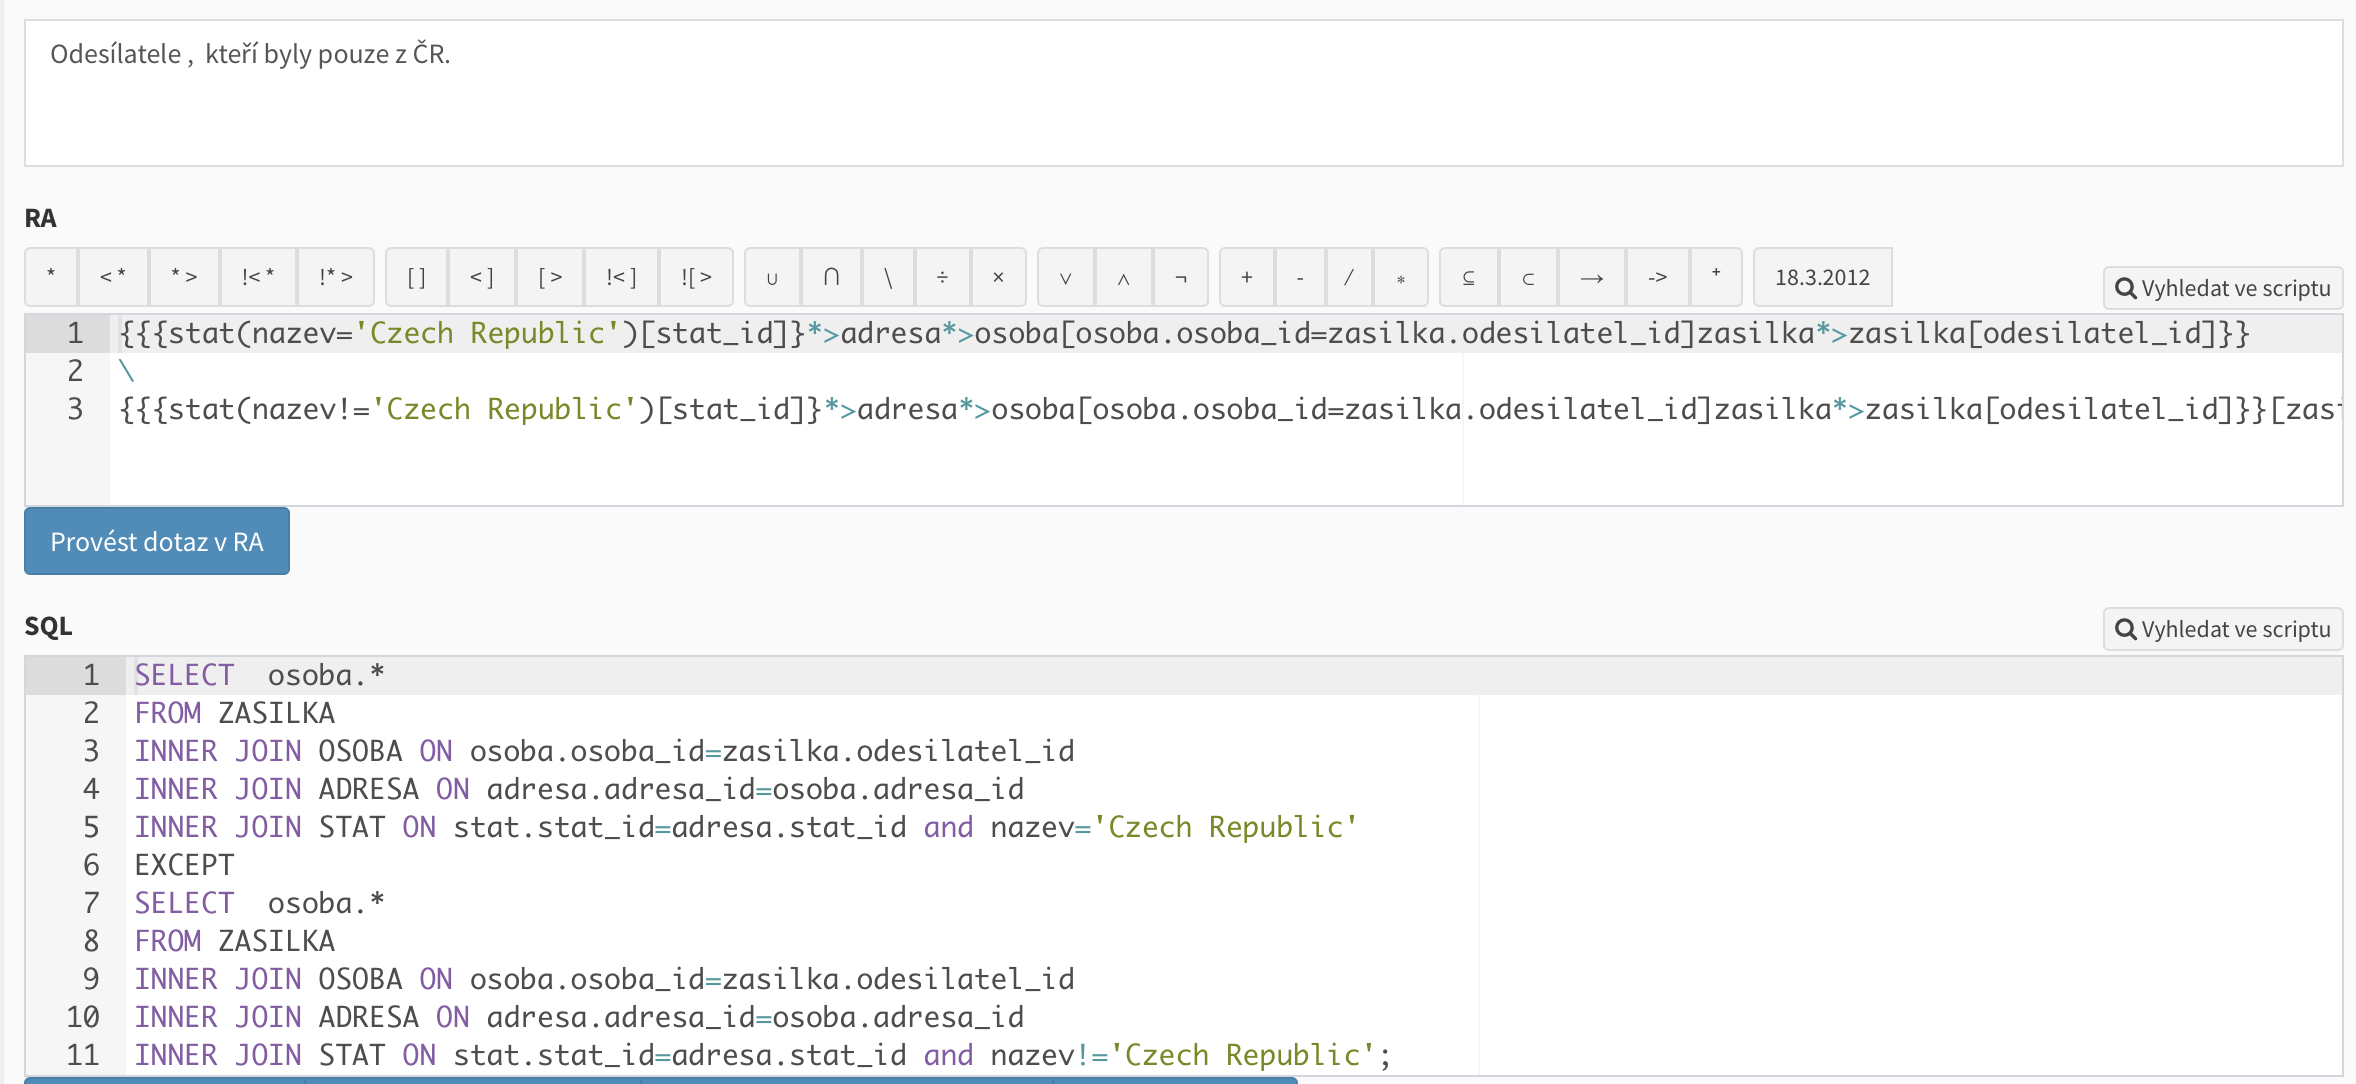 Odesílatele ,  kteří byly pouze z ČR.
RA
* <* *> !<* !*> [] <] [> !<] ![> ∪ ∩ \ ÷ × ∨ ∧ ¬ + - / * ⊆ ⊂ → -> + 18.3.2012 Vyhledat ve scriptu
1 {{{stat(nazev='Czech Republic')[stat_id]}*>adresa*>osoba[osoba.osoba_id=zasilka.odesilatel_id]zasilka*>zasilka[odesilatel_id]}}
2 \
3 {{{stat(nazev!='Czech Republic')[stat_id]}*>adresa*>osoba[osoba.osoba_id=zasilka.odesilatel_id]zasilka*>zasilka[odesilatel_id]}}[zas
Provést dotaz v RA
SQL Vyhledat ve scriptu
1 SELECT  osoba.*
2 FROM ZASILKA
3 INNER JOIN OSOBA ON osoba.osoba_id=zasilka.odesilatel_id
4 INNER JOIN ADRESA ON adresa.adresa_id=osoba.adresa_id
5 INNER JOIN STAT ON stat.stat_id=adresa.stat_id and nazev='Czech Republic'
6 EXCEPT
7 SELECT  osoba.*
8 FROM ZASILKA
9 INNER JOIN OSOBA ON osoba.osoba_id=zasilka.odesilatel_id
10 INNER JOIN ADRESA ON adresa.adresa_id=osoba.adresa_id
11 INNER JOIN STAT ON stat.stat_id=adresa.stat_id and nazev!='Czech Republic';